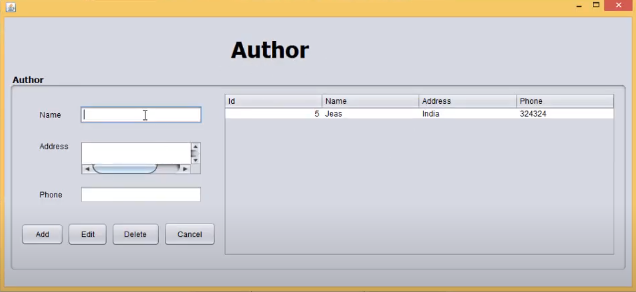 Author
Author
Name
Address
Phone
Add Edit Delete Cancel
Id Name Address Phone
5 Jeas India 324324